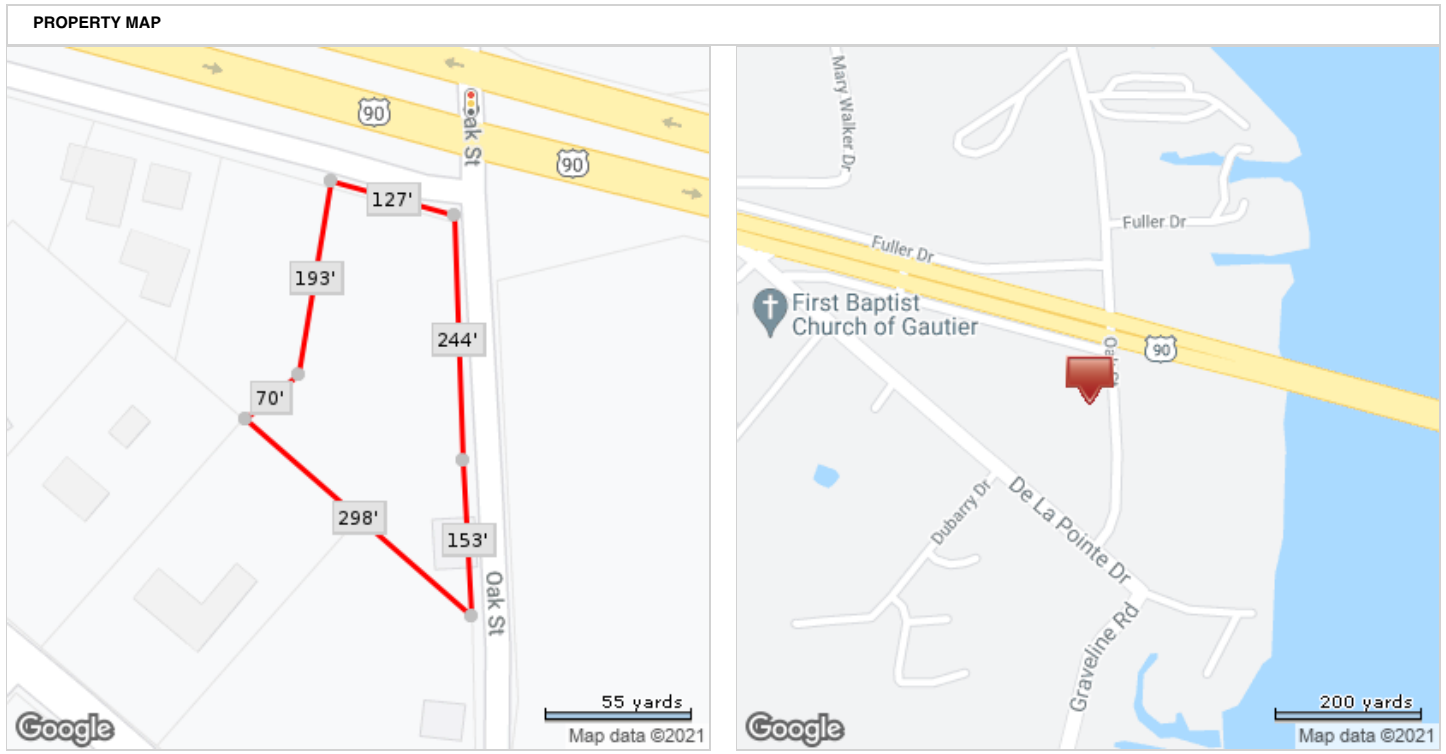 PROPERTY MAP
90
Oak St
90
127'
193'
244'
70'
298'
153'
Oak St
55 yards
Google
Map data ©2021
Mary Walker Dr
Fuller Dr
Fuller Dr
First Baptist
Church of Gautier
90
Oak St
Dubarry Dr
De La Pointe Dr
Graveline Rd
200 yards
Google
Map data ©2021